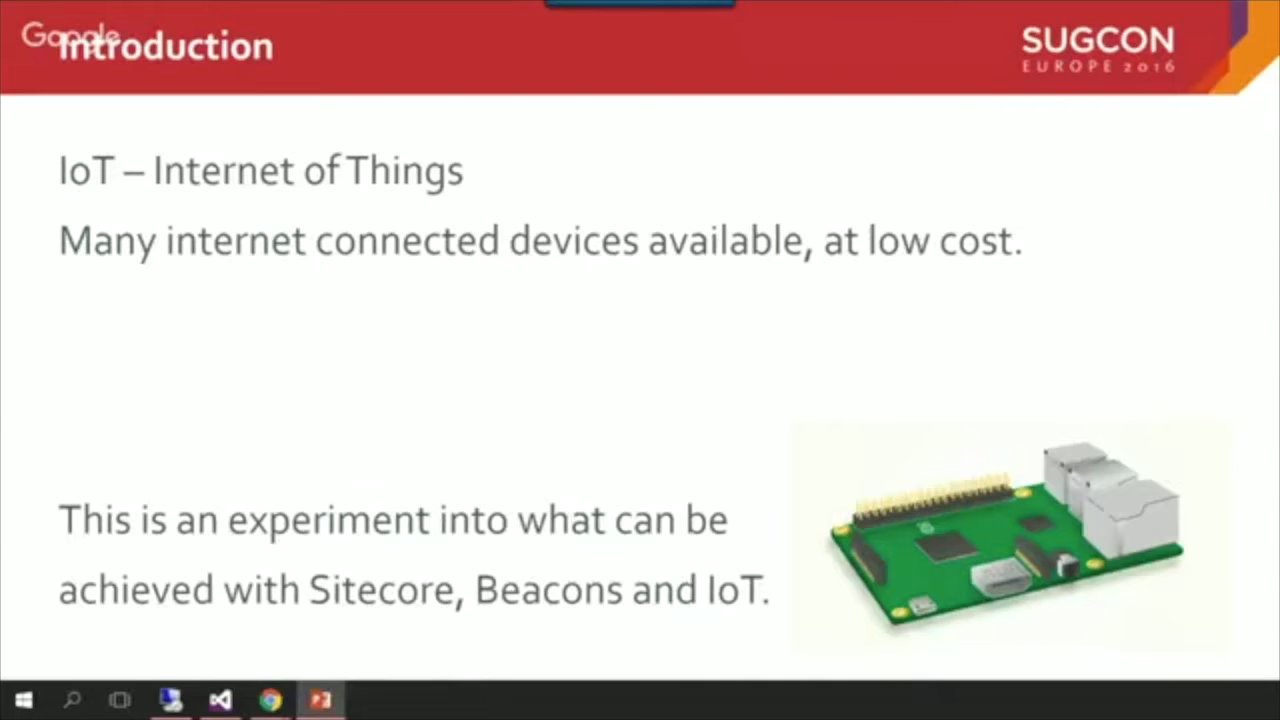 Google
Introduction
SUGCON
EUROPE 2016
IoT – Internet of Things
Many internet connected devices available, at low cost.
This is an experiment into what can be
achieved with Sitecore, Beacons and IoT.